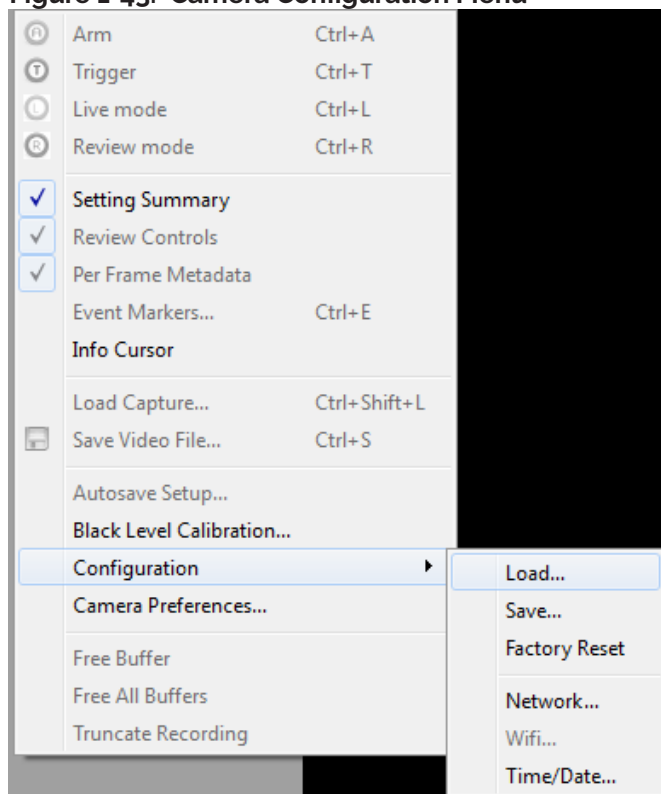 Figure 2-43. Camera Configuration Menu
A Arm Ctrl+A
T Trigger Ctrl+T
L Live mode Ctrl+L
R Review mode Ctrl+R
Setting Summary
Review Controls
Per Frame Metadata
Event Markers... Ctrl+E
Info Cursor
Load Capture... Ctrl+Shift+L
Save Video File... Ctrl+S
Autosave Setup...
Black Level Calibration...
Configuration
Load...
Camera Preferences...
Save...
Free Buffer
Factory Reset
Free All Buffers
Network...
Truncate Recording
Wifi...
Time/Date...